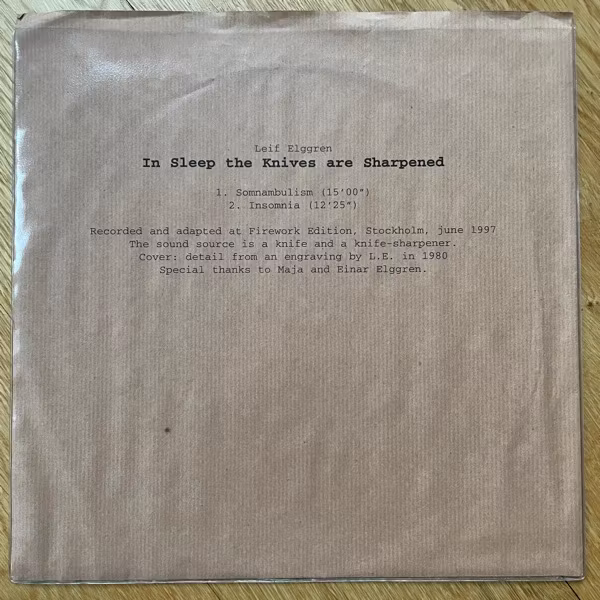 Leif Elggren
In Sleep the Knives are Sharpened
1. Somnambulism (15'00")
2. Insomnia (12'25")
Recorded and adapted at Firework Edition, Stockholm, june 1997
The sound source is a knife and a knife-sharpener.
Cover: detail from an engraving by L.E. in 1980
Special thanks to Maja and Einar Elggren.